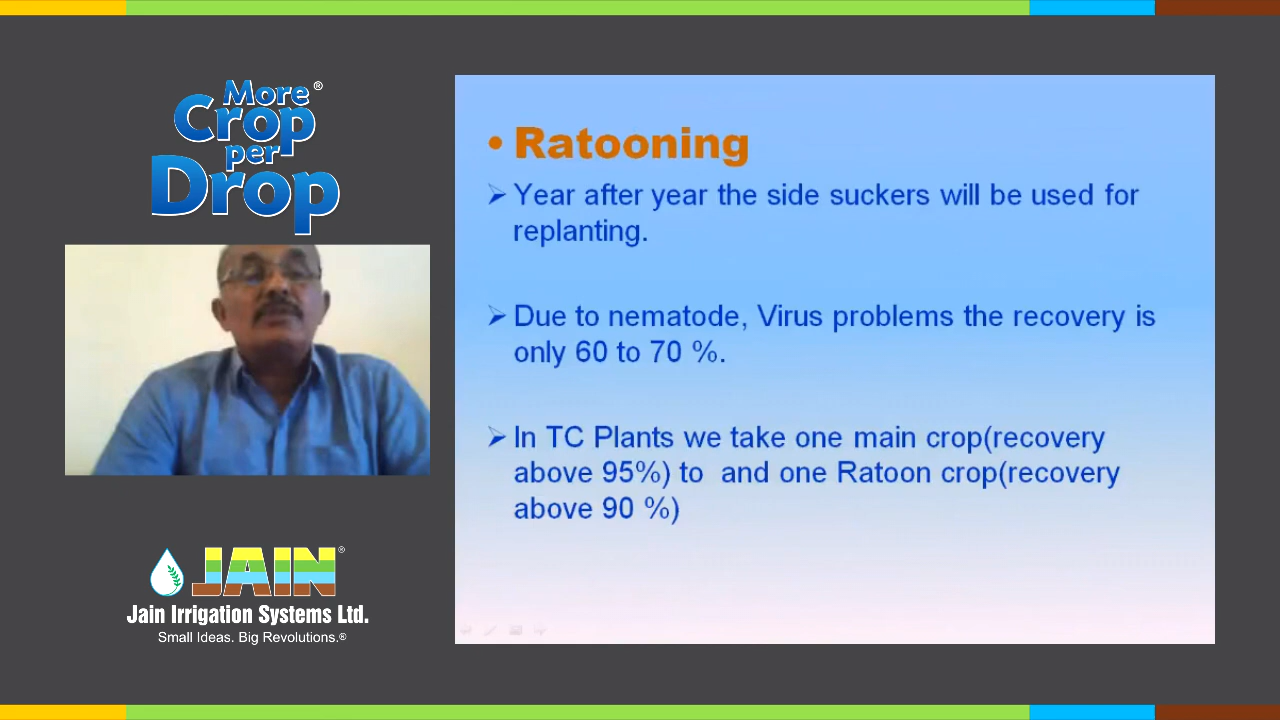 More
Crop
per
Drop
®
JAIN®
Jain Irrigation Systems Ltd.
Small Ideas. Big Revolutions.®
• Ratooning
➢ Year after year the side suckers will be used for
replanting.
➢ Due to nematode, Virus problems the recovery is
only 60 to 70 %.
➢ In TC Plants we take one main crop(recovery
above 95%) to  and one Ratoon crop(recovery
above 90 %)